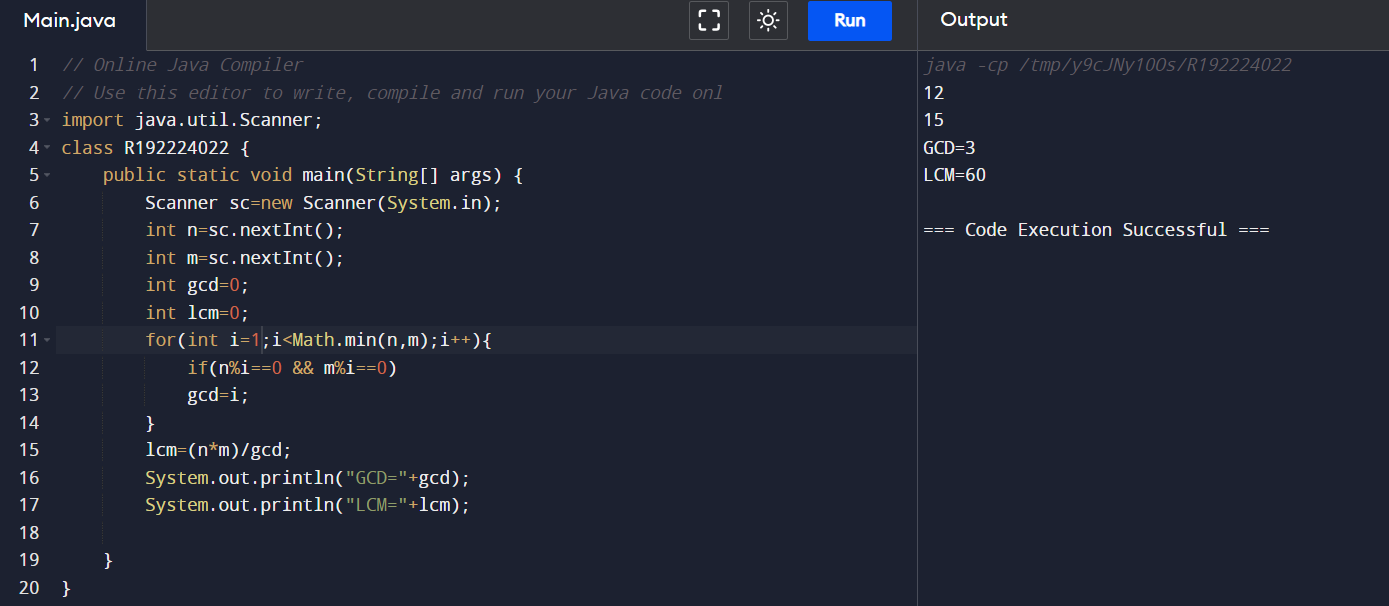 Main.java
Run
Output
1 // Online Java Compiler
2 // Use this editor to write, compile and run your Java code onl
3 import java.util.Scanner;
4 class R192224022 {
5     public static void main(String[] args) {
6         Scanner sc=new Scanner(System.in);
7         int n=sc.nextInt();
8         int m=sc.nextInt();
9         int gcd=0;
10         int lcm=0;
11         for(int i=1;i<Math.min(n,m);i++){
12             if(n%i==0 && m%i==0)
13             gcd=i;
14         }
15         lcm=(n*m)/gcd;
16         System.out.println("GCD="+gcd);
17         System.out.println("LCM="+lcm);
18
19     }
20 }
java -cp /tmp/y9cJNy10Os/R192224022
12
15
GCD=3
LCM=60
=== Code Execution Successful ===